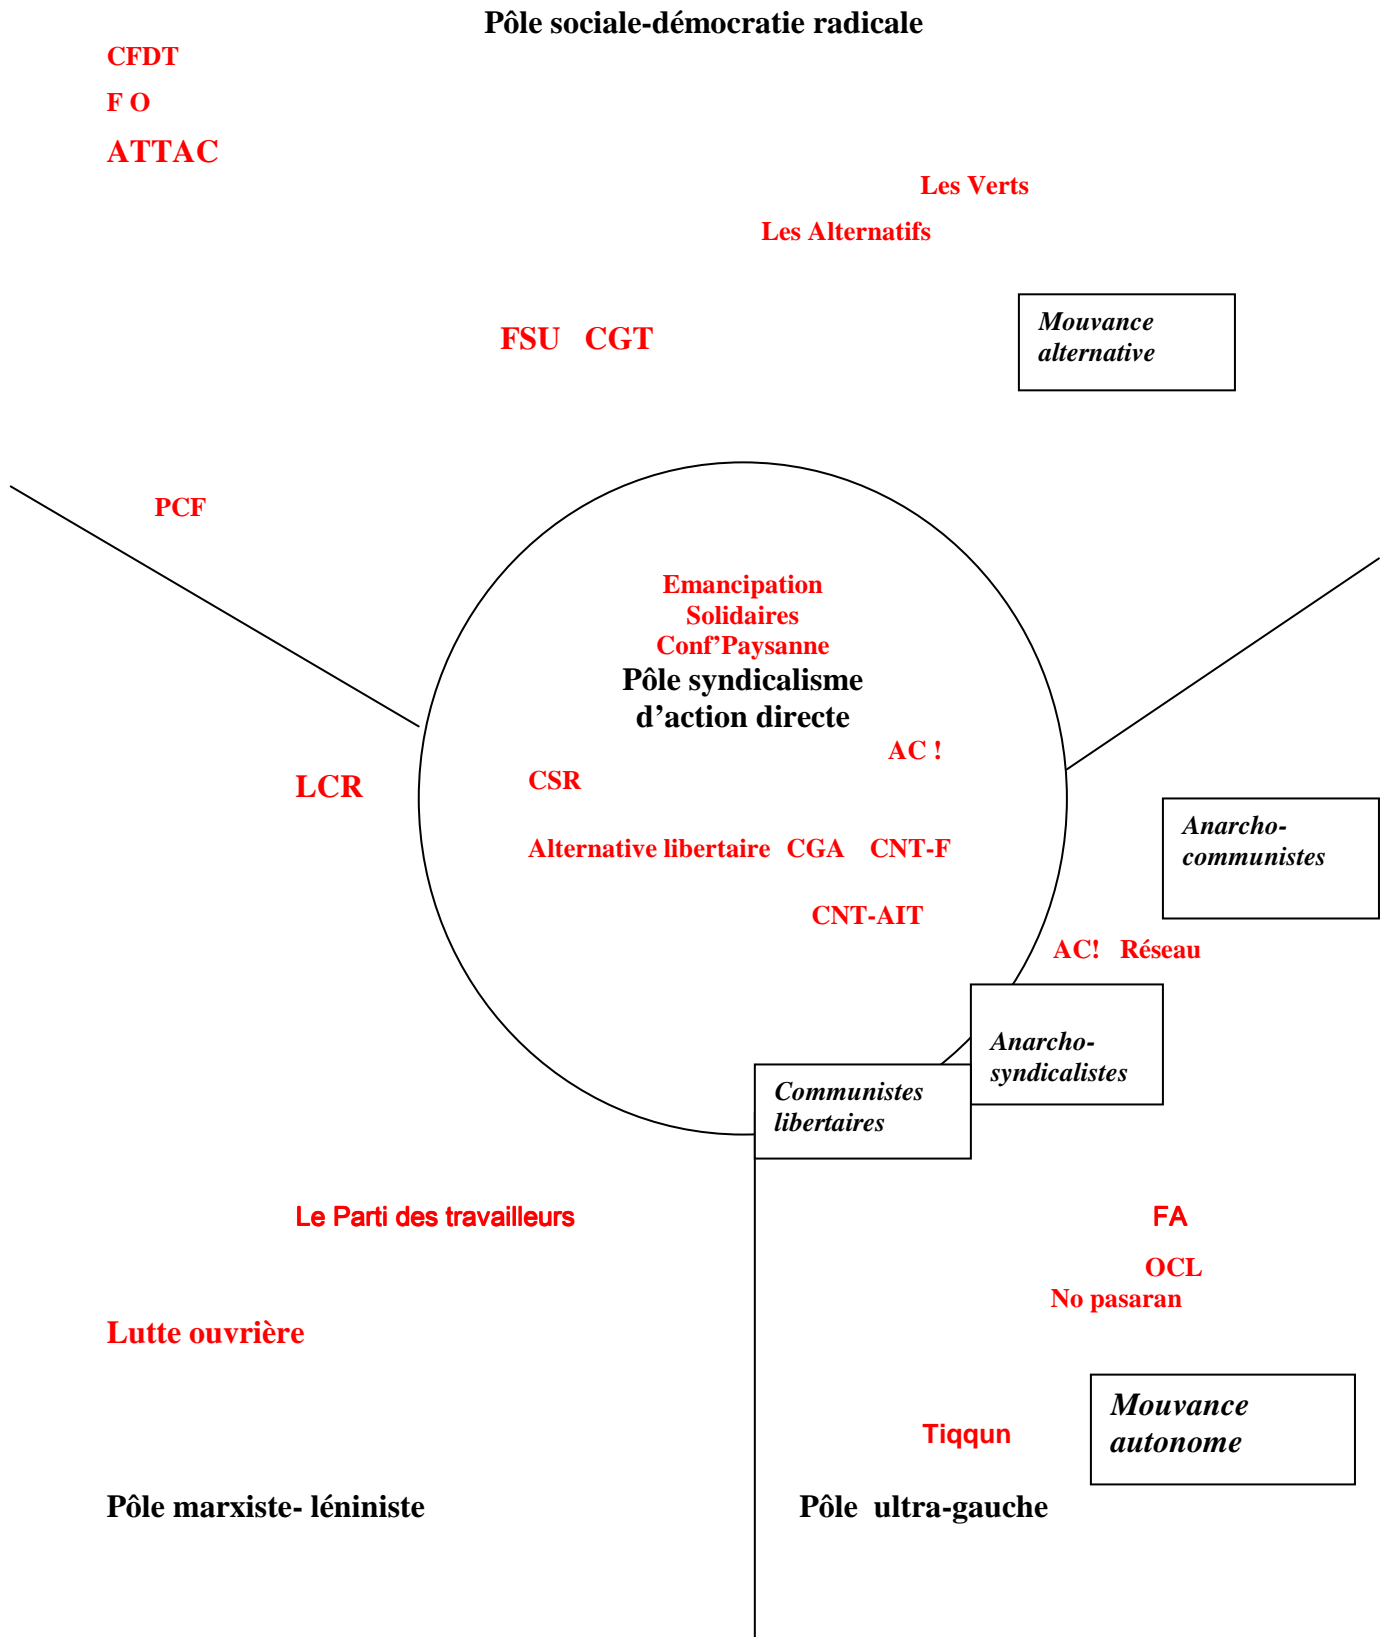 Pôle sociale-démocratie radicale
CFDT
F O
ATTAC
Les Verts
Les Alternatifs
Mouvance
alternative
FSU CGT
PCF
Emancipation
Solidaires
Conf’Paysanne
Pôle syndicalisme
d’action directe
AC !
CSR
LCR
Alternative libertaire CGA CNT-F
Anarcho-
communistes
CNT-AIT
AC! Réseau
Anarcho-
syndicalistes
Communistes
libertaires
Le Parti des travailleurs
FA
OCL
No pasaran
Lutte ouvrière
Mouvance
autonome
Tiqqun
Pôle marxiste- léniniste
Pôle ultra-gauche